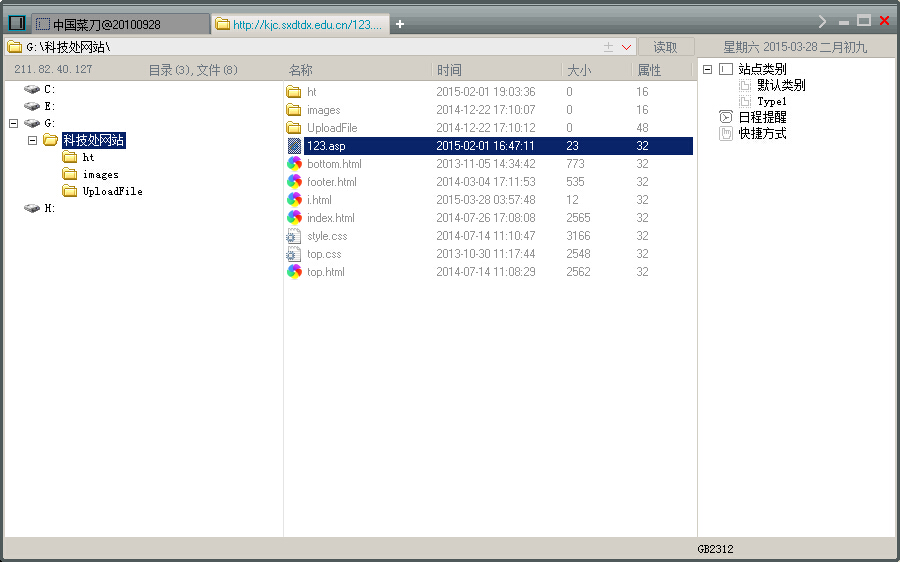 中国菜刀@20100928
http://kjc.sxdtdx.edu.cn/123....
G:\科技处网站\
读取
星期六 2015-03-28 二月初九
211.82.40.127 目录(3),文件(8)
名称 时间 大小 属性
C:
E:
G:
科技处网站
ht
images
UploadFile
H:
ht 2015-02-01 19:03:36 0 16
images 2014-12-22 17:10:07 0 16
UploadFile 2014-12-22 17:10:12 0 48
123.asp 2015-02-01 16:47:11 23 32
bottom.html 2013-11-05 14:34:42 773 32
footer.html 2014-03-04 17:11:53 535 32
i.html 2015-03-28 03:57:48 12 32
index.html 2014-07-26 17:08:08 2565 32
style.css 2014-07-14 11:10:47 3166 32
top.css 2013-10-30 11:17:44 2548 32
top.html 2014-07-14 11:08:29 2562 32
站点类别
默认类别
Type1
日程提醒
快捷方式
GB2312